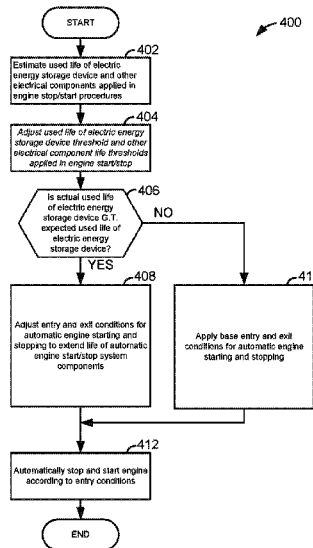 START
400
402
Estimate used life of electric
energy storage device and other
electrical components applied in
engine stop/start procedures
404
Adjust used life of electric energy
storage device threshold and other
electrical component life thresholds
applied in engine start/stop
406
Is actual used life
of electric energy
storage device G.T.
expected used life of
electric energy
storage device?
NO
YES
408
Adjust entry and exit conditions for
automatic engine starting and
stopping to extend life of automatic
engine start/stop system
components
41
Apply base entry and exit
conditions for automatic engine
starting and stopping
412
Automatically stop and start engine
according to entry conditions
END